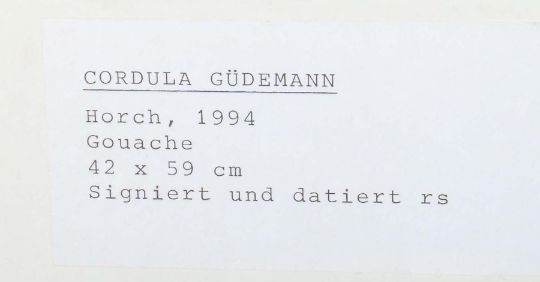 CORDULA GÜDEMANN
Horch, 1994
Gouache
42 x 59 cm
Signiert und datiert rs